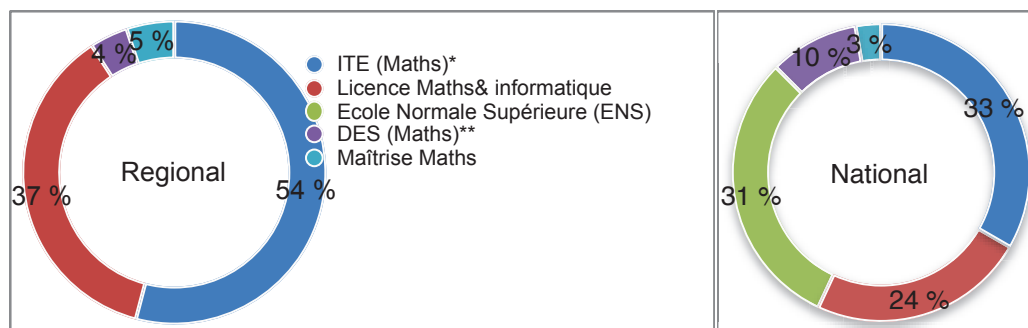 5 %
4 %
37 %
54 %
Regional
ITE (Maths)*
Licence Maths& informatique
Ecole Normale Supérieure (ENS)
DES (Maths)**
Maîtrise Maths
3 %
10 %
33 %
31 %
24 %
National